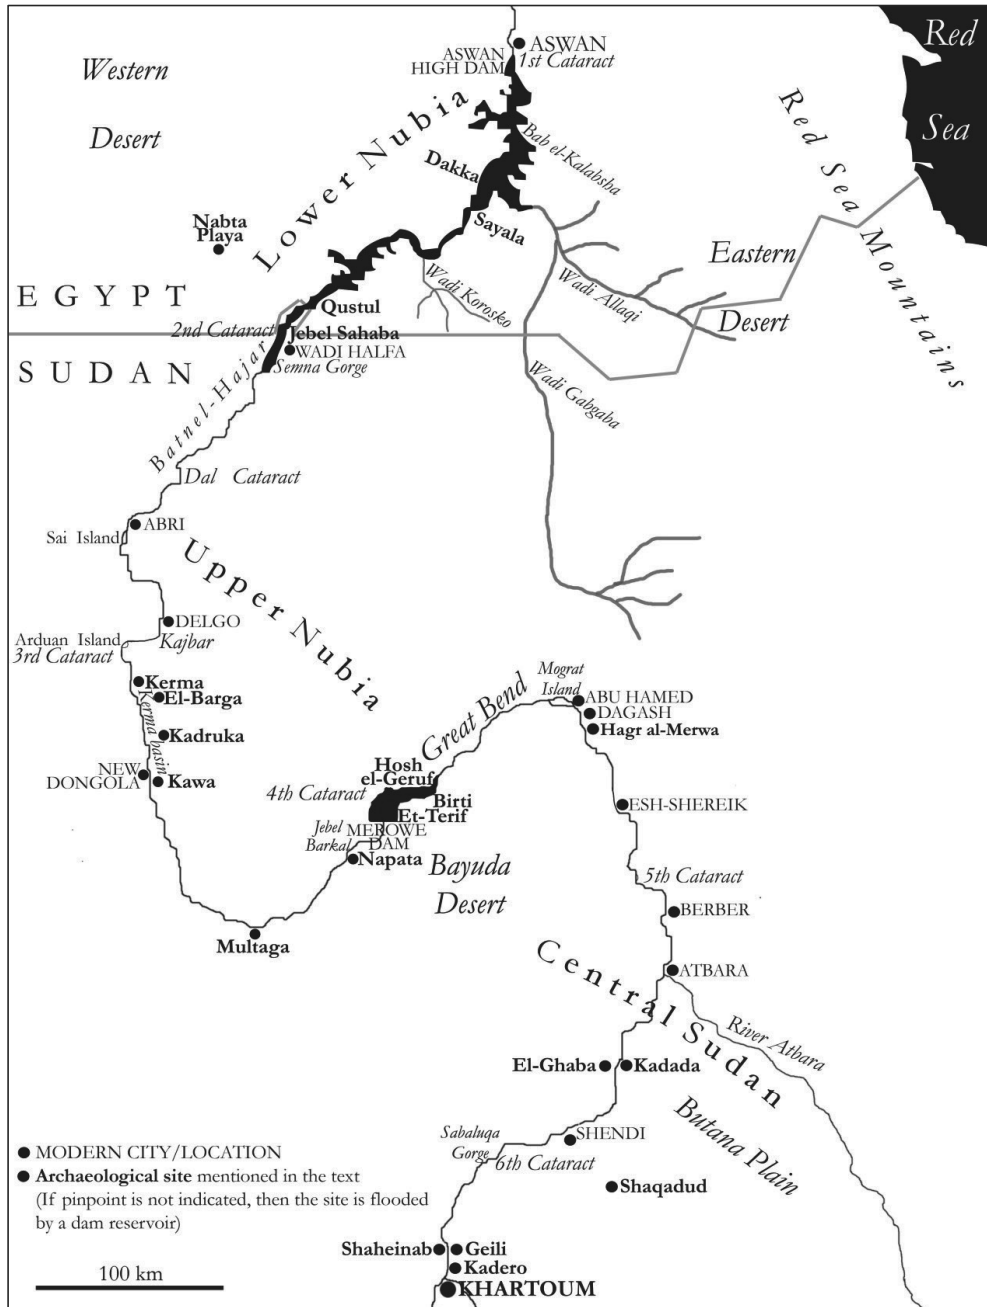 Western
Desert
ASWAN
HIGH DAM
ASWAN
1st Cataract
Red
Sea
Red Sea Mountains
Lower Nubia
Bab el-Kalabsha
Dakka
Nabta
Playa
Sayala
Eastern
Desert
Wadi Korosko
Wadi Allaqi
EGYPT
Qustul
2nd Cataract
Jebel Sahaba
WADI HALFA
SUDAN
Semna Gorge
Batnel-Hajar
Wadi Gabgaba
Dal Cataract
ABRI
Sai Island
Upper Nubia
DELGO
Arduan Island
Kajbar
3rd Cataract
Kerma
El-Barga
Kerma basin
Kadruka
NEW
DONGOLA
Kawa
Mograt
Island
ABU HAMED
DAGASH
Hagr al-Merwa
Great Bend
Hosh
el-Geruf
4th Cataract
Birti
Et-Terif
ESH-SHEREIK
Jebel
Barkal
MEROWE
DAM
Napata
Bayuda
Desert
5th Cataract
BERBER
Multaga
ATBARA
Central Sudan
River Atbara
El-Ghaba
Kadada
Butana Plain
Sabaluqa
Gorge
SHENDI
6th Cataract
Shaqadud
MODERN CITY/LOCATION
Archaeological site mentioned in the text
(If pinpoint is not indicated, then the site is flooded
by a dam reservoir)
Shaheinab
Geili
Kadero
KHARTOUM
100 km